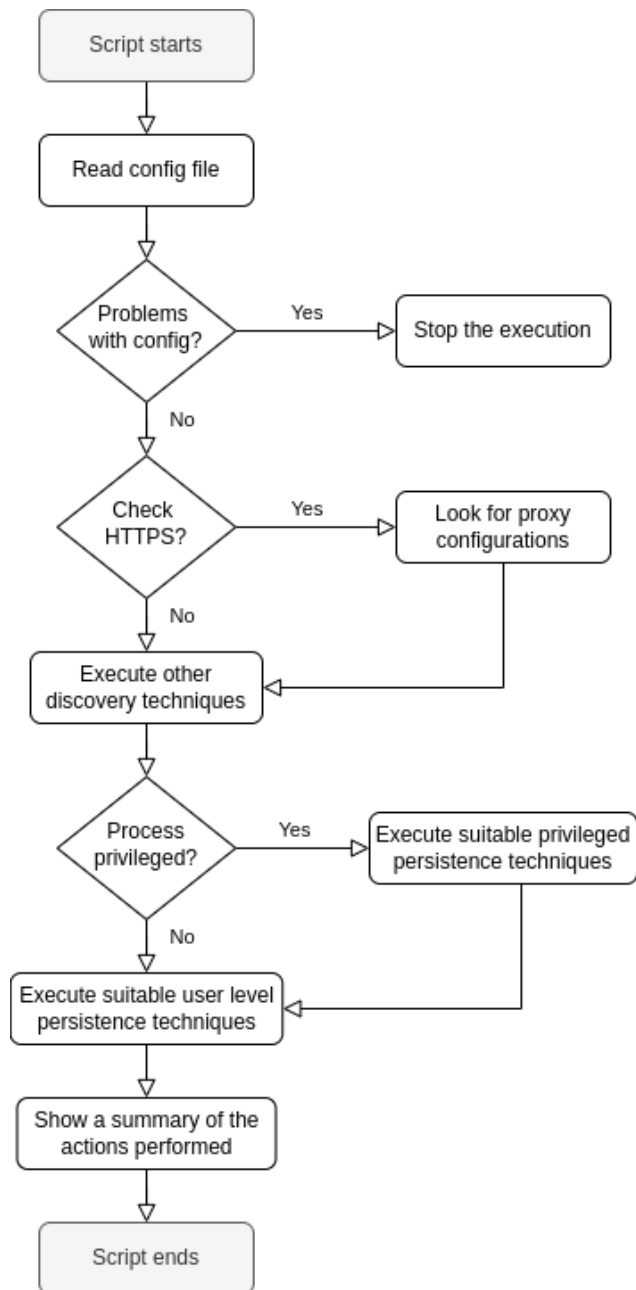 Script starts
Read config file
Problems
with config?
Yes
Stop the execution
No
Check
HTTPS?
Yes
Look for proxy
configurations
No
Execute other
discovery techniques
Process
privileged?
Yes
Execute suitable privileged
persistence techniques
No
Execute suitable user level
persistence techniques
Show a summary of the
actions performed
Script ends